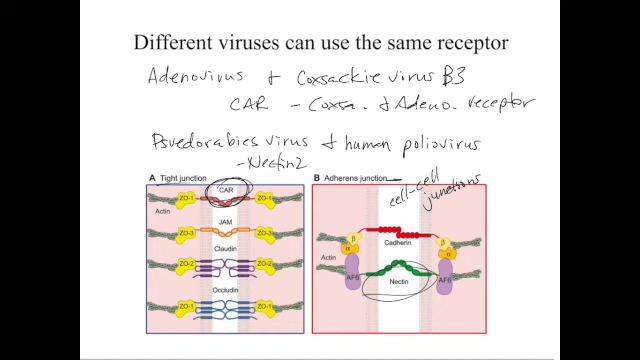 Different viruses can use the same receptor
Adenovirus + Coxsackie virus B3
CAR - Coxsa. + Adeno. receptor
Psuedorabies virus + human poliovirus
- Nectin2
A Tight junction
CAR
ZO-1 ZO-1
Actin
JAM
ZO-3 ZO-3
Claudin
ZO-2 ZO-2
Occludin
ZO-1 ZO-1
B Adherens junction
cell-cell
junctions
β β
α Cadherin α
Actin
AF6 Nectin AF6